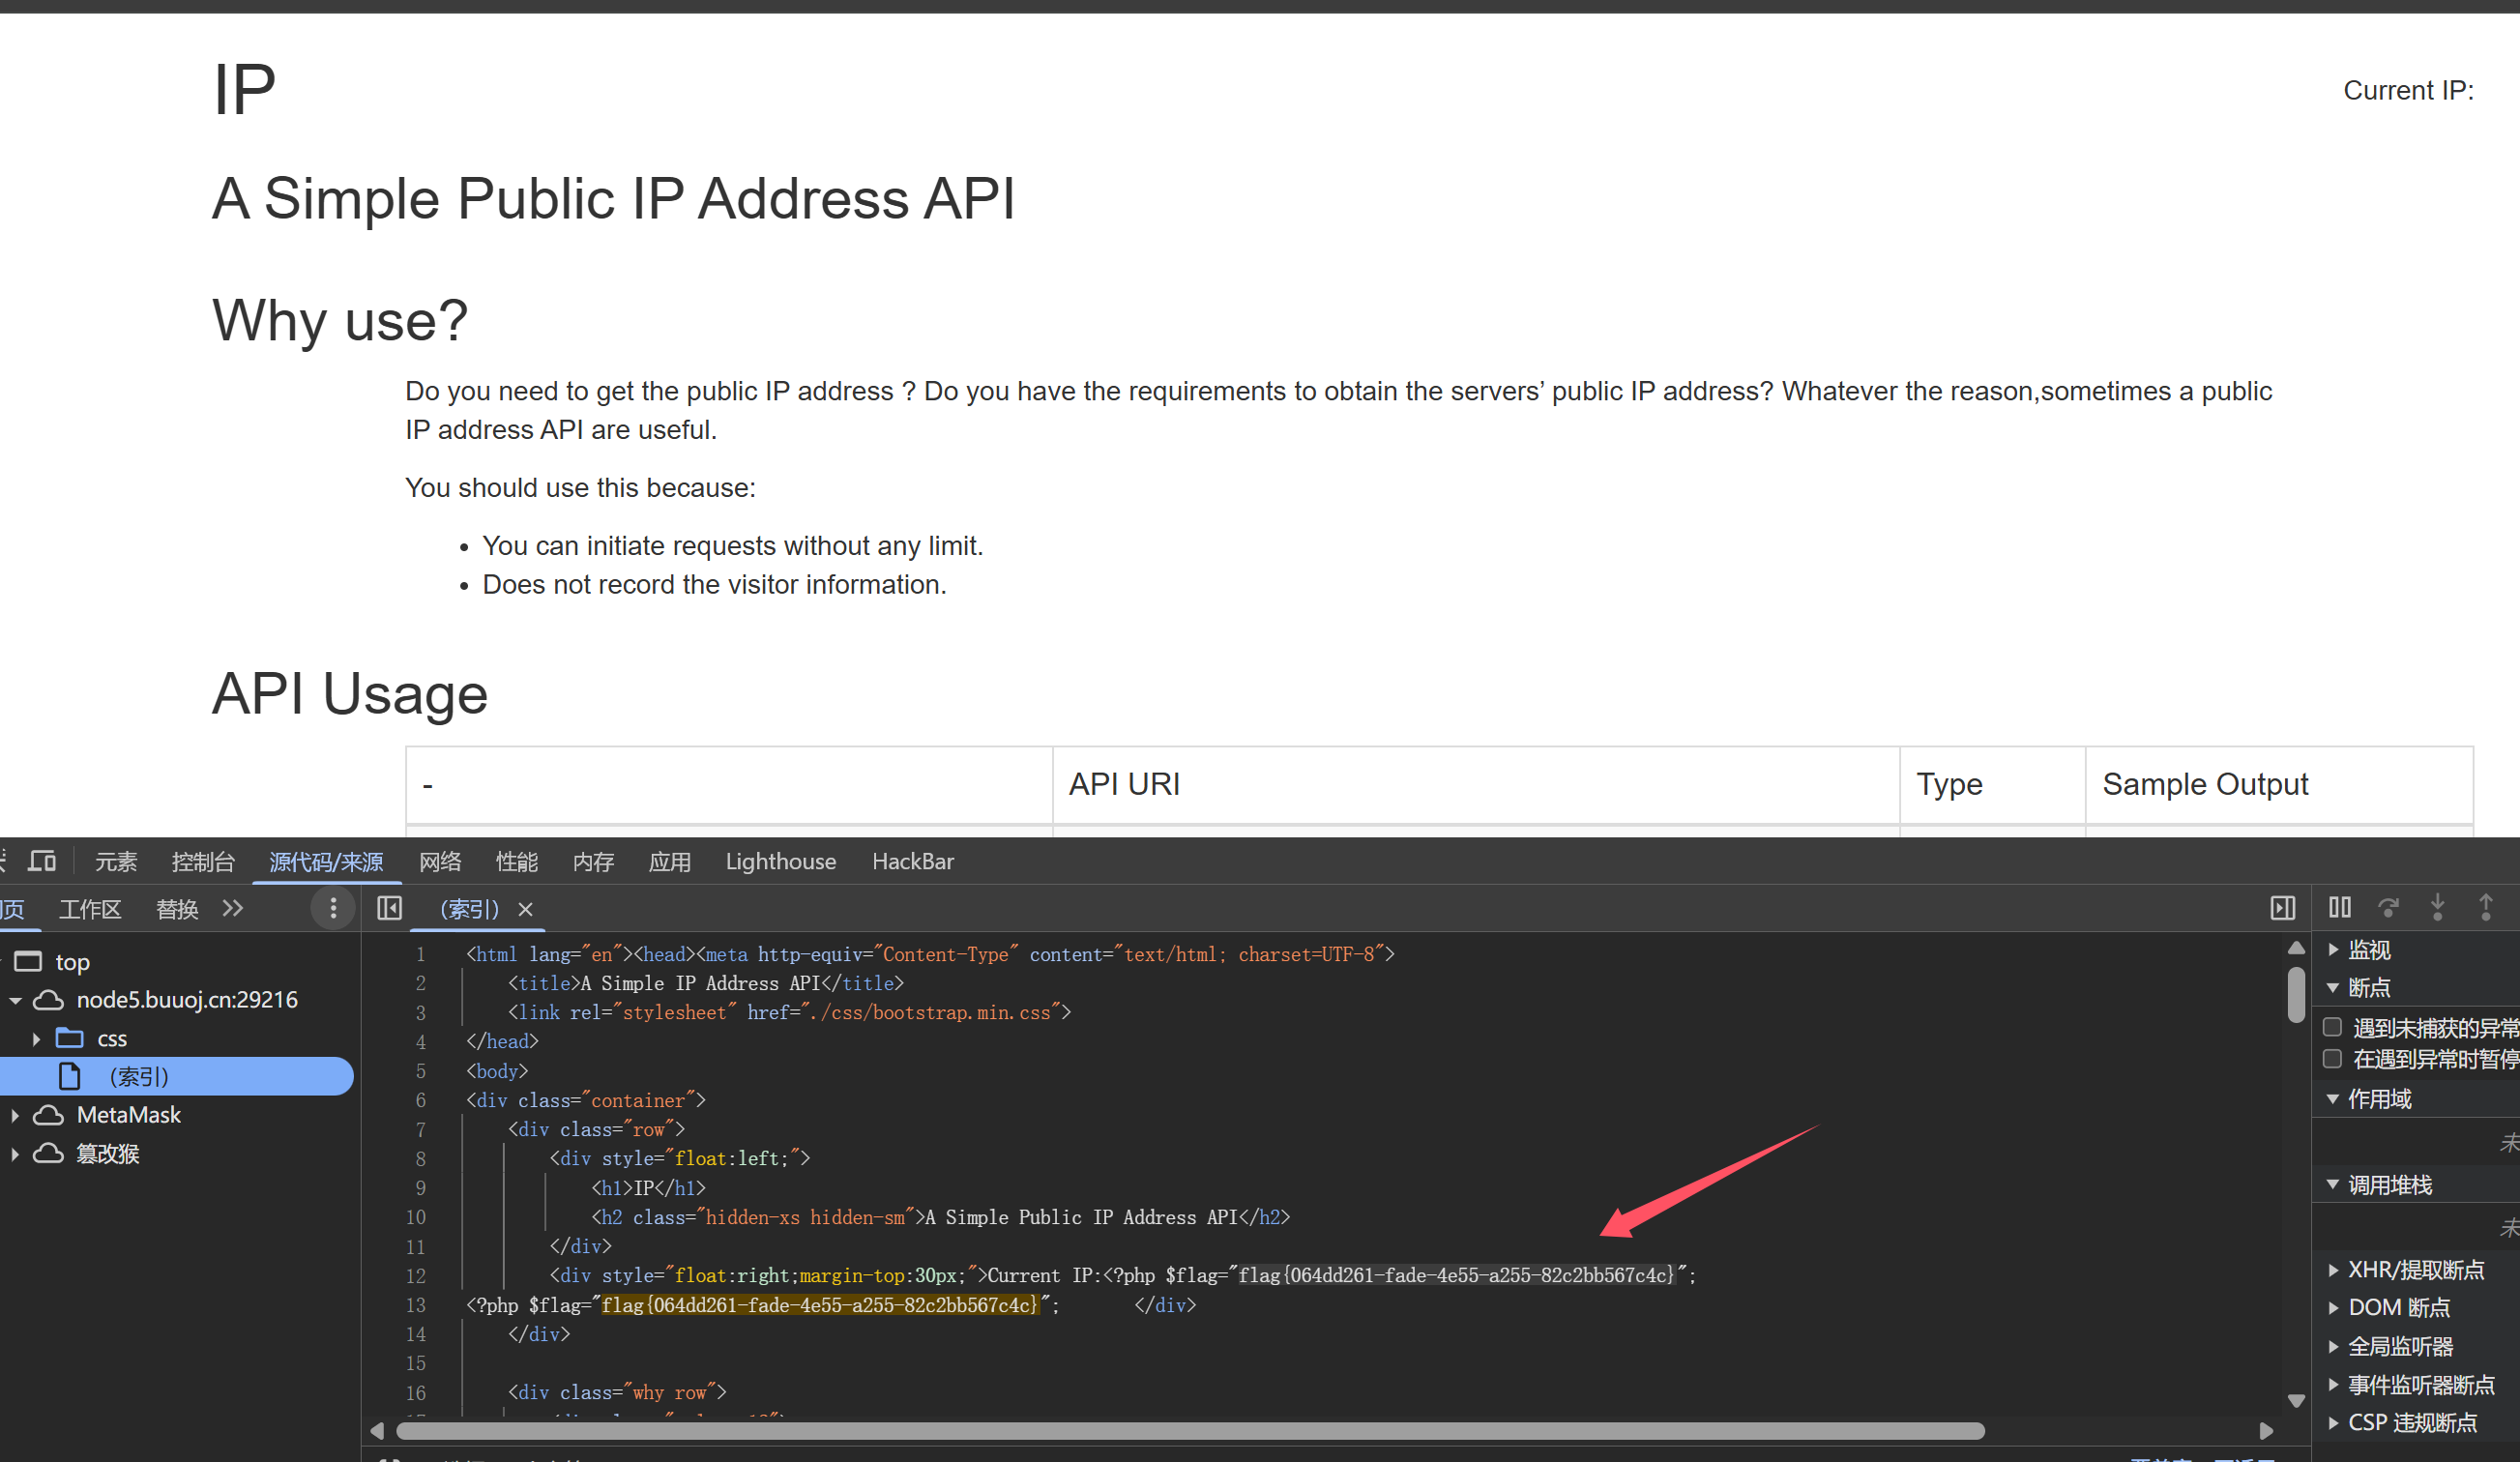 IP
Current IP:
A Simple Public IP Address API
Why use?
Do you need to get the public IP address ? Do you have the requirements to obtain the servers’ public IP address? Whatever the reason,sometimes a public
IP address API are useful.
You should use this because:
• You can initiate requests without any limit.
• Does not record the visitor information.
API Usage
- API URI Type Sample Output
元素 控制台 源代码/来源 网络 性能 内存 应用 Lighthouse HackBar
页 工作区 替换 (索引)
top
node5.buuoj.cn:29216
css
(索引)
MetaMask
篡改猴
1 <html lang="en"><head><meta http-equiv="Content-Type" content="text/html; charset=UTF-8">
2 <title>A Simple IP Address API</title>
3 <link rel="stylesheet" href="./css/bootstrap.min.css">
4 </head>
5 <body>
6 <div class="container">
7 <div class="row">
8 <div style="float:left;">
9 <h1>IP</h1>
10 <h2 class="hidden-xs hidden-sm">A Simple Public IP Address API</h2>
11 </div>
12 <div style="float:right;margin-top:30px;">Current IP:<?php $flag="flag{064dd261-fade-4e55-a255-82c2bb567c4c}";
13 <?php $flag="flag{064dd261-fade-4e55-a255-82c2bb567c4c}"; </div>
14 </div>
15
16 <div class="why row">
监视
断点
遇到未捕获的异常
在遇到异常时暂停
作用域
未
调用堆栈
未
XHR/提取断点
DOM 断点
全局监听器
事件监听器断点
CSP 违规断点